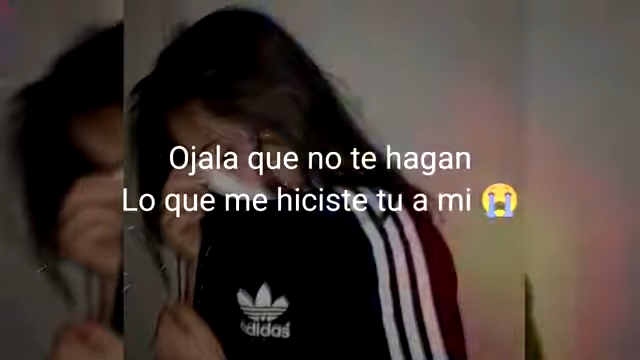 Ojala que no te hagan
Lo que me hiciste tu a mi 😭
adidas